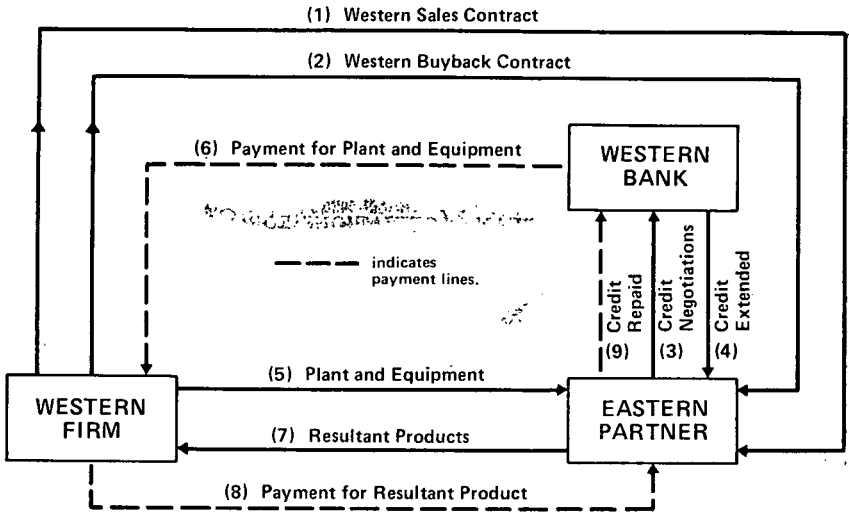 (1) Western Sales Contract
(2) Western Buyback Contract
(6) Payment for Plant and Equipment
WESTERN
BANK
indicates
payment lines.
Credit
Repaid
(9)
Credit
Negotiations
(3)
Credit
Extended
(4)
(5) Plant and Equipment
WESTERN
FIRM
EASTERN
PARTNER
(7) Resultant Products
(8) Payment for Resultant Product